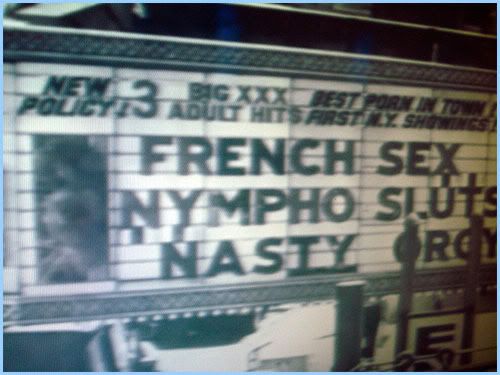 NEW POLICY! 3 BIG XXX ADULT HITS BEST PORN IN TOWN!
FIRST N.Y. SHOWINGS!
FRENCH SEX
NYMPHO SLUTS
NASTY ORGY
E